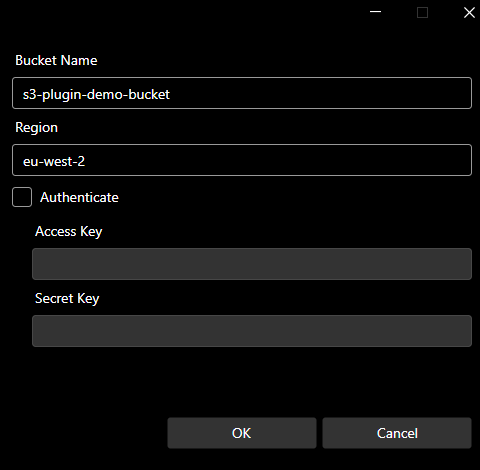 Bucket Name
s3-plugin-demo-bucket
Region
eu-west-2
Authenticate
Access Key
Secret Key
OK
Cancel